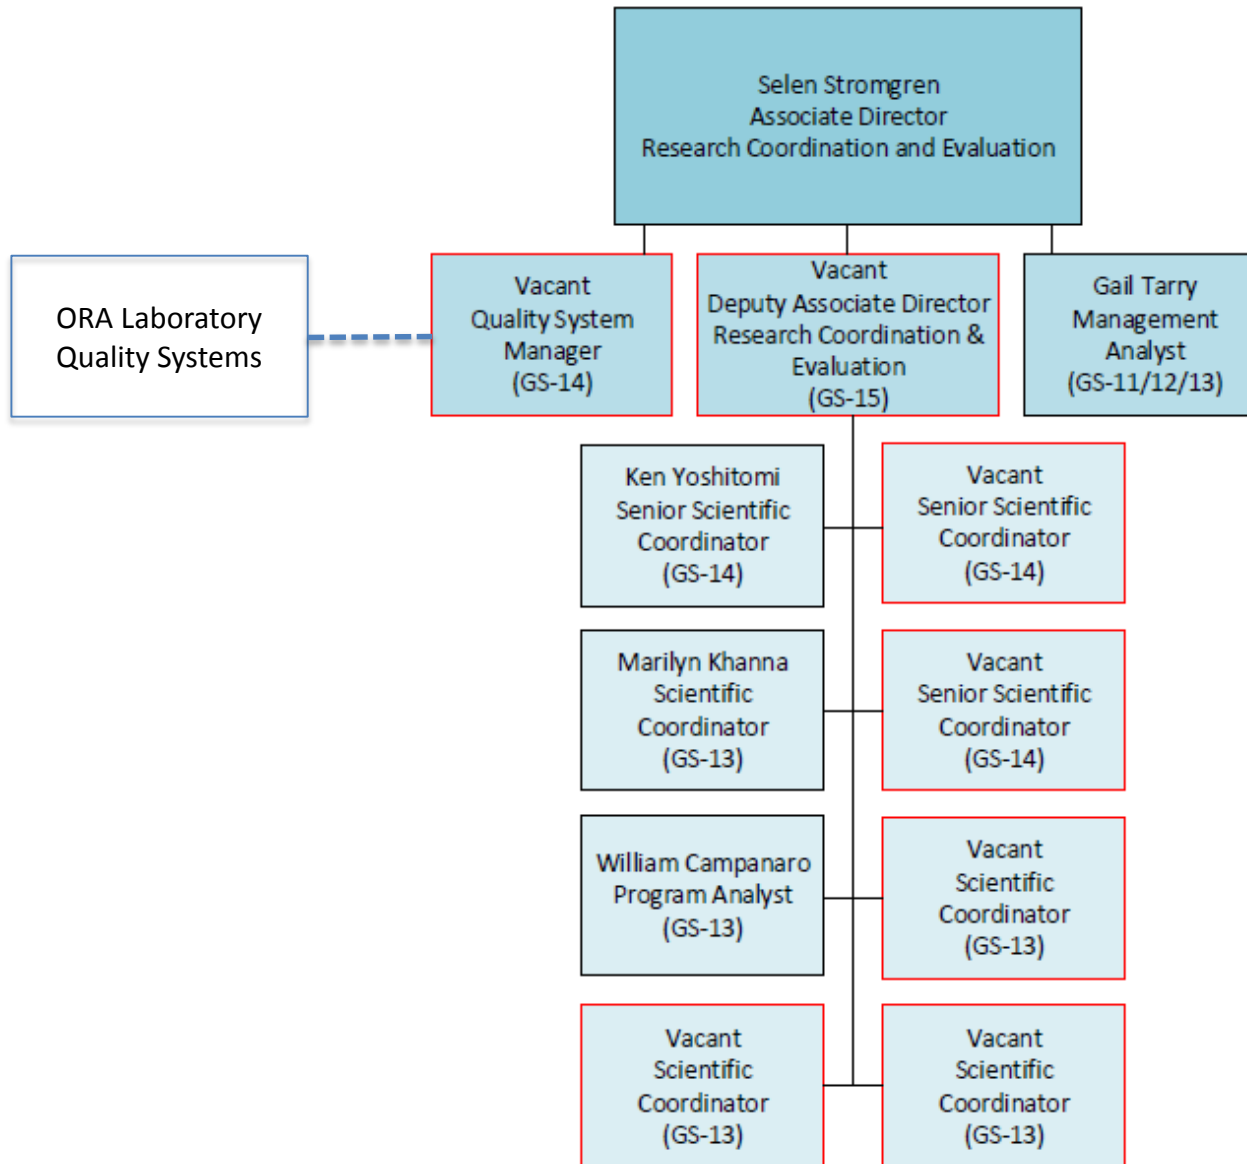 Selen Stromgren
Associate Director
Research Coordination and Evaluation
ORA Laboratory
Quality Systems
Vacant
Quality System
Manager
(GS-14)
Vacant
Deputy Associate Director
Research Coordination &
Evaluation
(GS-15)
Gail Tarry
Management
Analyst
(GS-11/12/13)
Ken Yoshitomi
Senior Scientific
Coordinator
(GS-14)
Vacant
Senior Scientific
Coordinator
(GS-14)
Marilyn Khanna
Scientific
Coordinator
(GS-13)
Vacant
Senior Scientific
Coordinator
(GS-14)
William Campanaro
Program Analyst
(GS-13)
Vacant
Scientific
Coordinator
(GS-13)
Vacant
Scientific
Coordinator
(GS-13)
Vacant
Scientific
Coordinator
(GS-13)